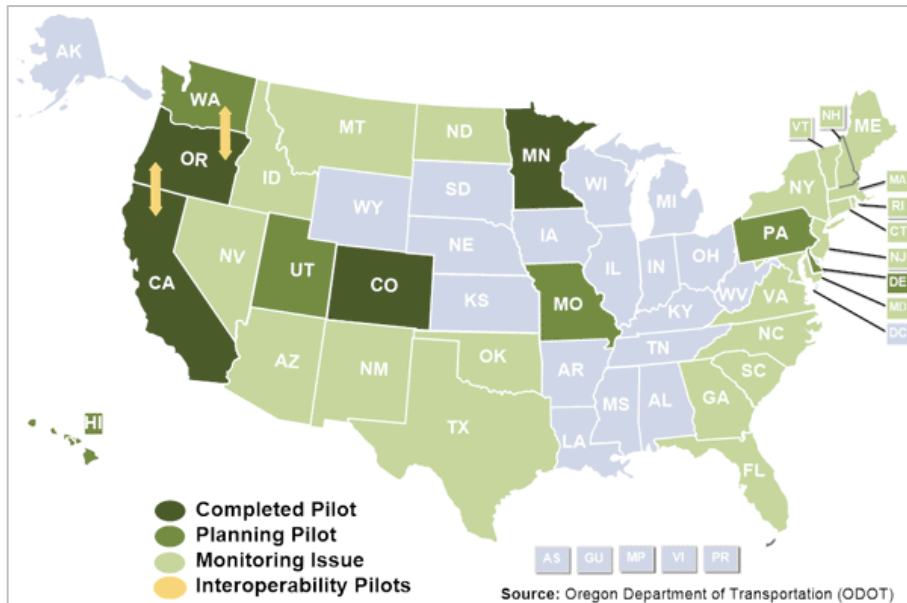 AK
WA
MT
ND
MN
VT
NH
ME
OR
ID
SD
WI
MI
NY
MA
RI
CT
WY
IA
PA
NJ
NE
NV
UT
CO
IL
IN
OH
DE
CA
KS
MO
WV
VA
MD
KY
DC
NC
AZ
NM
OK
TN
AR
SC
MS
AL
GA
TX
LA
FL
HI
Completed Pilot
Planning Pilot
Monitoring Issue
Interoperability Pilots
AS
GU
MP
VI
PR
Source: Oregon Department of Transportation (ODOT)